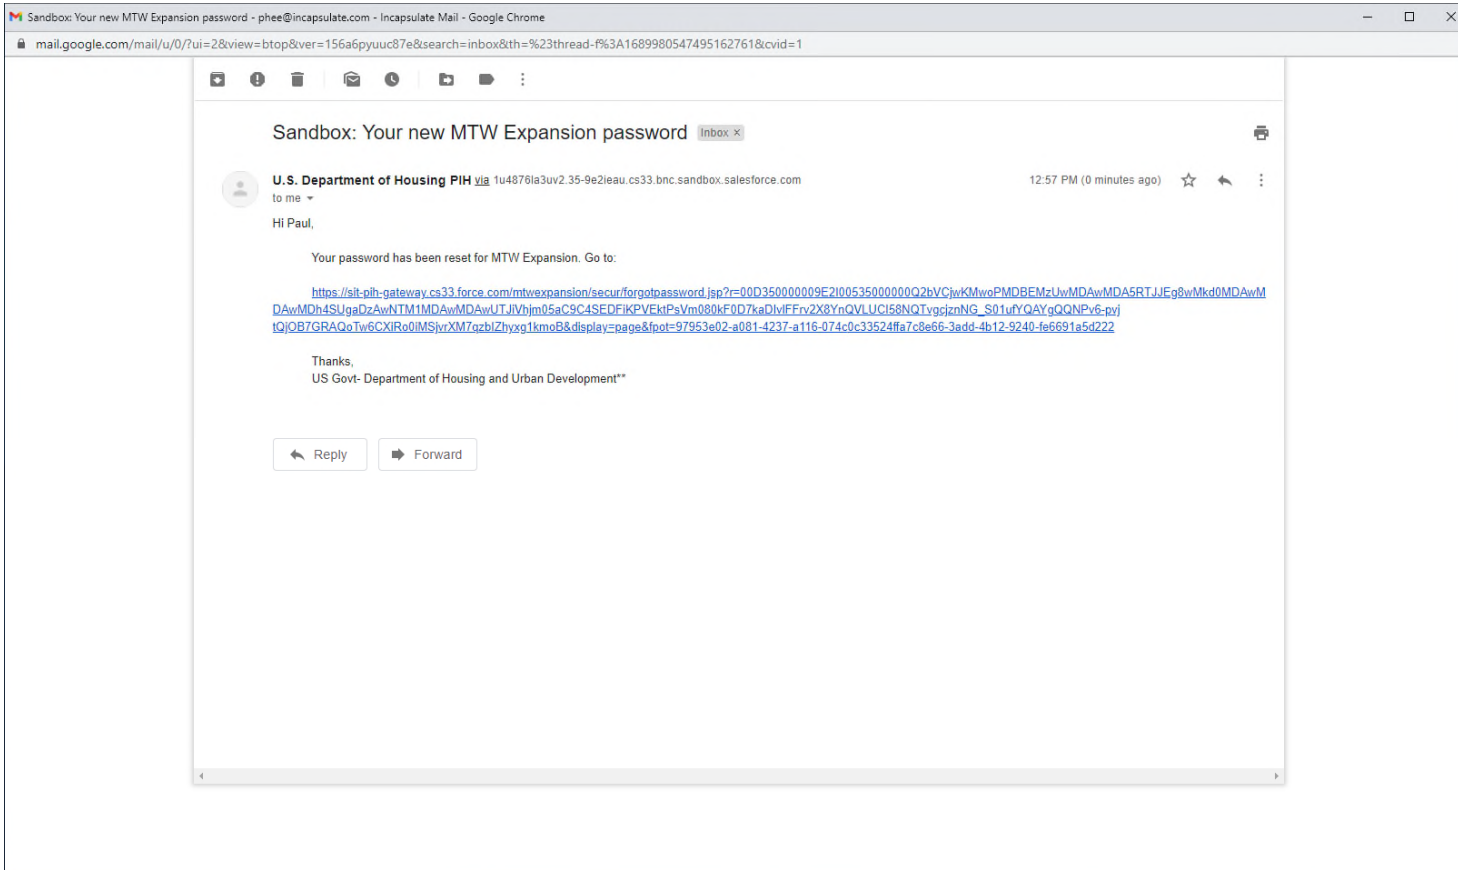 Sandbox: Your new MTW Expansion password - phee@incapsulate.com - Incapsulate Mail - Google Chrome
mail.google.com/mail/u/0/?ui=2&view=btop&ver=156a6pyuuc87e&search=inbox&th=%23thread-f%3A1689980547495162761&cvid=1
Sandbox: Your new MTW Expansion password Inbox ×
U.S. Department of Housing PIH via 1u4876la3uv2.35-9e2ieau.cs33.bnc.sandbox.salesforce.com 12:57 PM (0 minutes ago)
to me
Hi Paul,
Your password has been reset for MTW Expansion. Go to:
https://sit-pih-gateway.cs33.force.com/mtwexpansion/secur/forgotpassword.jsp?r=00D350000009E2I00535000000Q2bVCjwKMwoPMDBEMzUwMDAwMDA5RTJJEg8wMkd0MDAwM
DAwMDh4SUgaDzAwNTM1MDAwMDAwUTJiVhjm05aC9C4SEDFiKPVEktPsVm080kF0D7kaDIvIFFrv2X8YnQVLUCI58NQTvgcjznNG_S01ufYQAYgQQNPv6-pvj
tQjOB7GRAQoTw6CXiRo0iMSjvrXM7qzbIZhyxg1kmoB&display=page&fpot=97953e02-a081-4237-a116-074c0c33524ffa7c8e66-3add-4b12-9240-fe6691a5d222
Thanks,
US Govt- Department of Housing and Urban Development**
Reply Forward